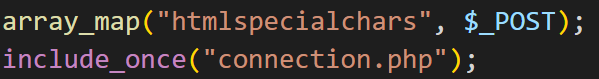 array_map("htmlspecialchars", $_POST);
include_once("connection.php");